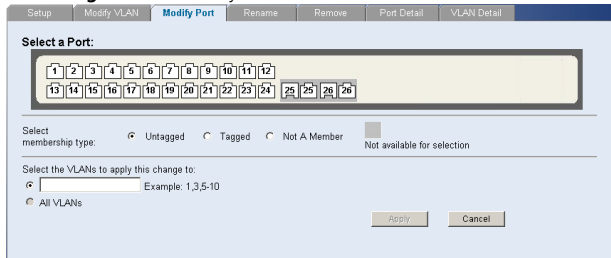 Setup Modify VLAN Modify Port Rename Remove Port Detail VLAN Detail
Select a Port:
1 2 3 4 5 6 7 8 9 10 11 12
13 14 15 16 17 18 19 20 21 22 23 24 25 25 26 26
Select
membership type:
Untagged Tagged Not A Member
Not available for selection
Select the VLANs to apply this change to:
Example: 1,3,5-10
All VLANs
Apply Cancel